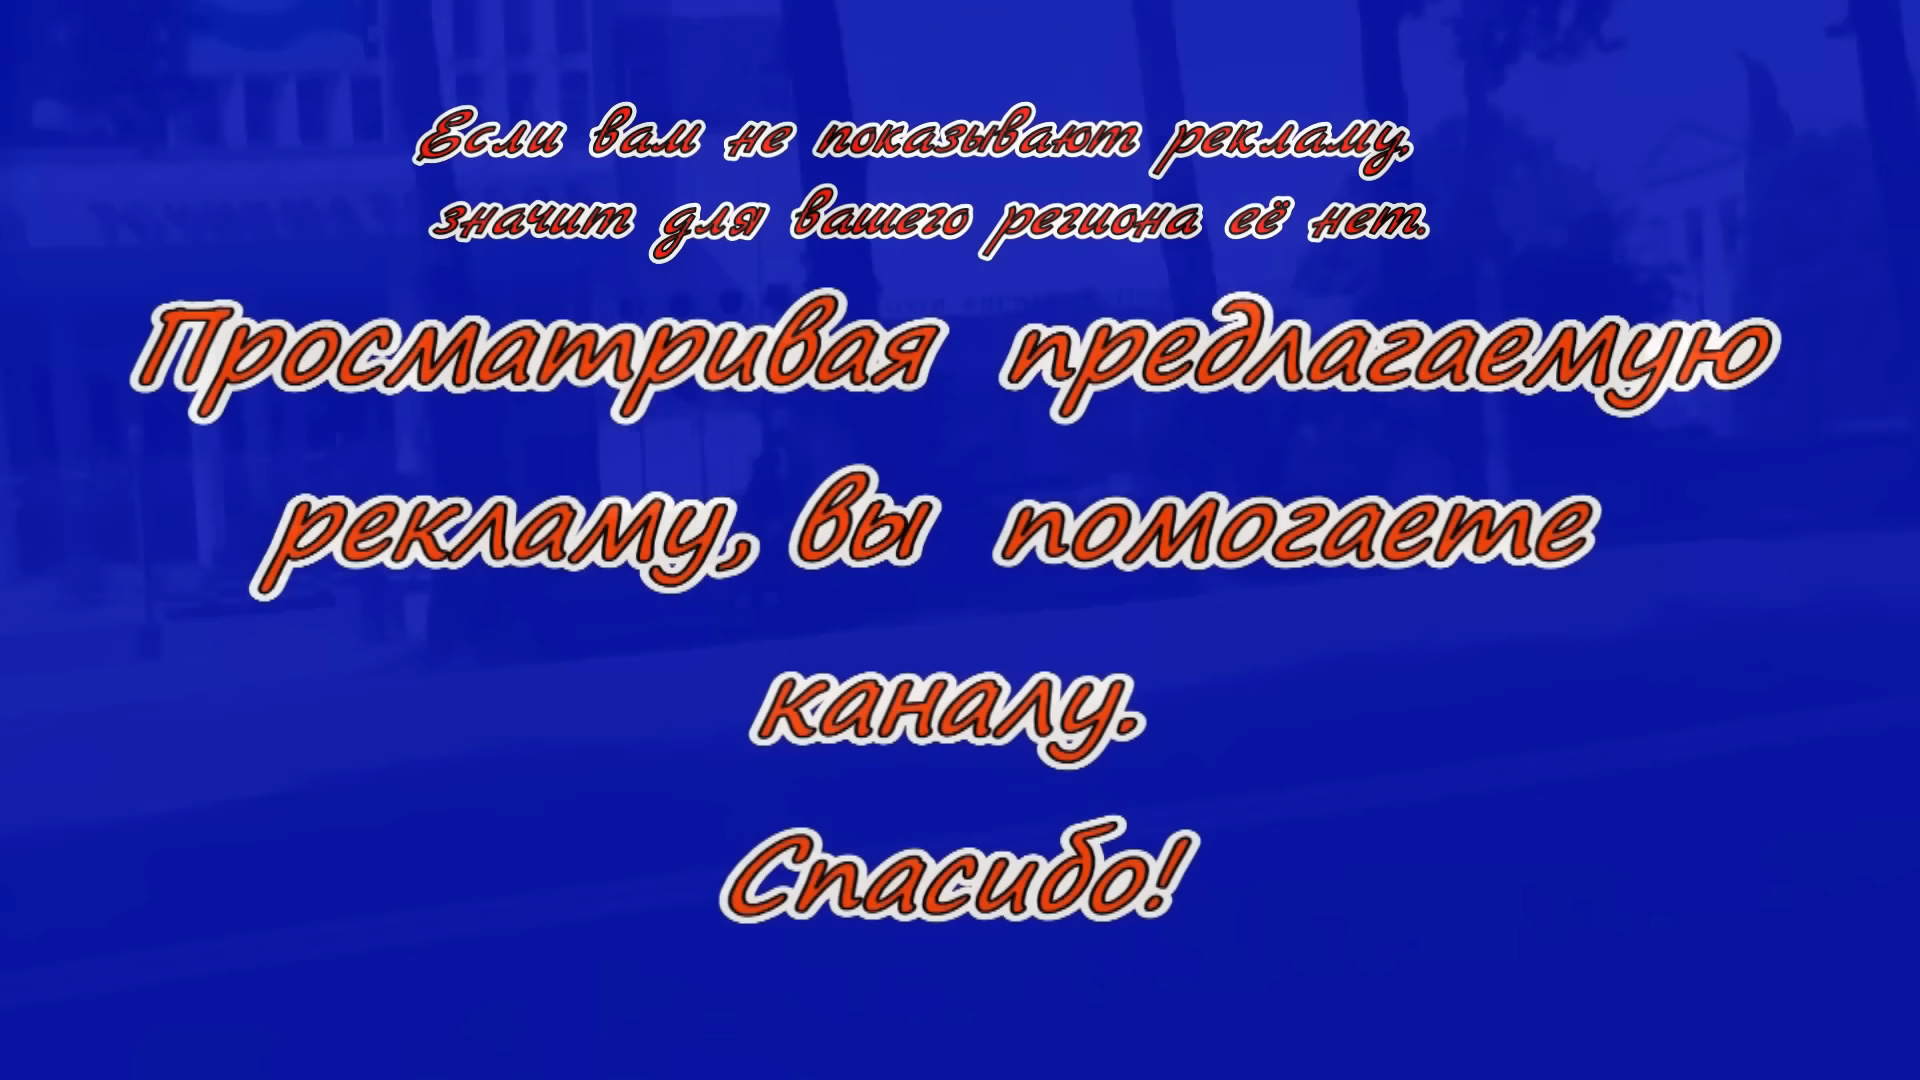 Если вам не показывают рекламу,
значит для вашего региона её нет.
Просматривая предлагаемую
рекламу, вы помогаете
каналу.
Спасибо!